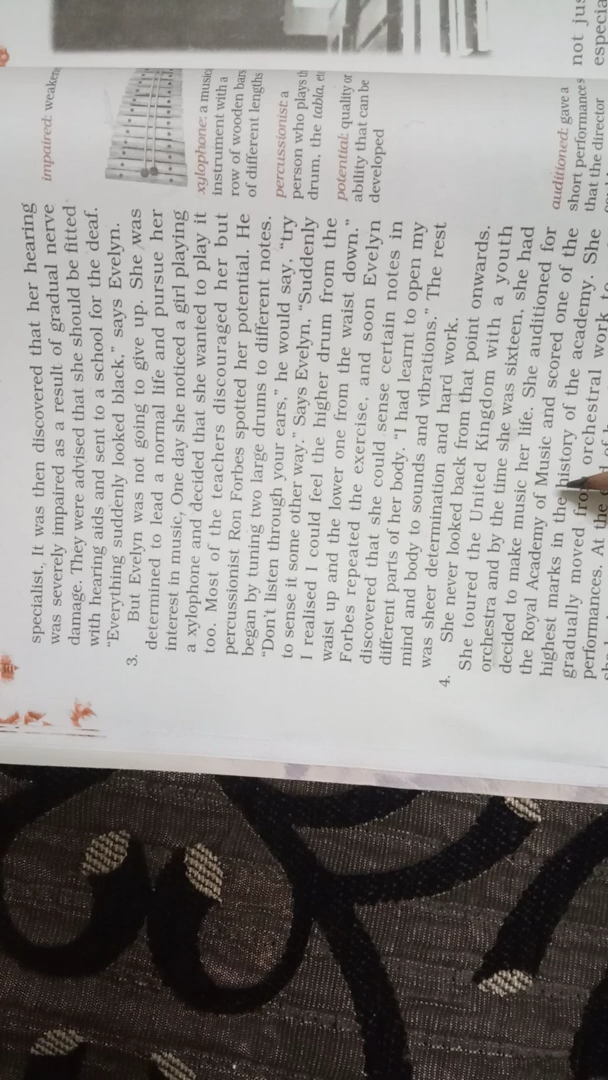 specialist, It was then discovered that her hearing
was severely impaired as a result of gradual nerve
damage. They were advised that she should be fitted
with hearing aids and sent to a school for the deaf.
“Everything suddenly looked black,” says Evelyn.
3. But Evelyn was not going to give up. She was
determined to lead a normal life and pursue her
interest in music, One day she noticed a girl playing
a xylophone and decided that she wanted to play it
too. Most of the teachers discouraged her but
percussionist Ron Forbes spotted her potential. He
began by tuning two large drums to different notes.
“Don't listen through your ears,” he would say, “try
to sense it some other way.” Says Evelyn, “Suddenly
I realised I could feel the higher drum from the
waist up and the lower one from the waist down.”
Forbes repeated the exercise, and soon Evelyn
discovered that she could sense certain notes in
different parts of her body. “I had learnt to open my
mind and body to sounds and vibrations.” The rest
was sheer determination and hard work.
4. She never looked back from that point onwards.
She toured the United Kingdom with a youth
orchestra and by the time she was sixteen, she had
decided to make music her life. She auditioned for
the Royal Academy of Music and scored one of the
highest marks in the history of the academy. She
gradually moved from orchestral work to
performances. At the
impaired: weaken
xylophone: a music
instrument with a
row of wooden bars
of different lengths
percussionist: a
person who plays th
drum, the tabla, et
potential: quality or
ability that can be
developed
auditioned: gave a
short performance s
that the director
not jus
especia